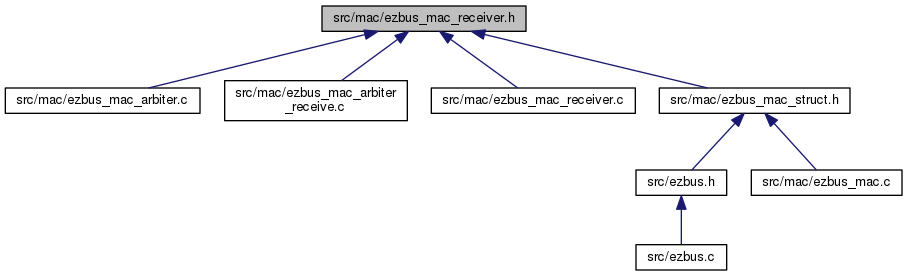 src/mac/ezbus_mac_receiver.h
src/mac/ezbus_mac_arbiter.c
src/mac/ezbus_mac_arbiter
_receive.c
src/mac/ezbus_mac_receiver.c
src/mac/ezbus_mac_struct.h
src/ezbus.h
src/mac/ezbus_mac.c
src/ezbus.c